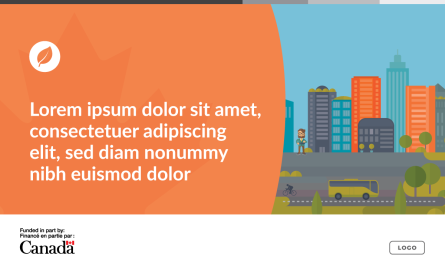 Lorem ipsum dolor sit amet,
consectetuer adipiscing
elit, sed diam nonummy
nibh euismod dolor
Funded in part by:
Financé en partie par :
Canada
LOGO